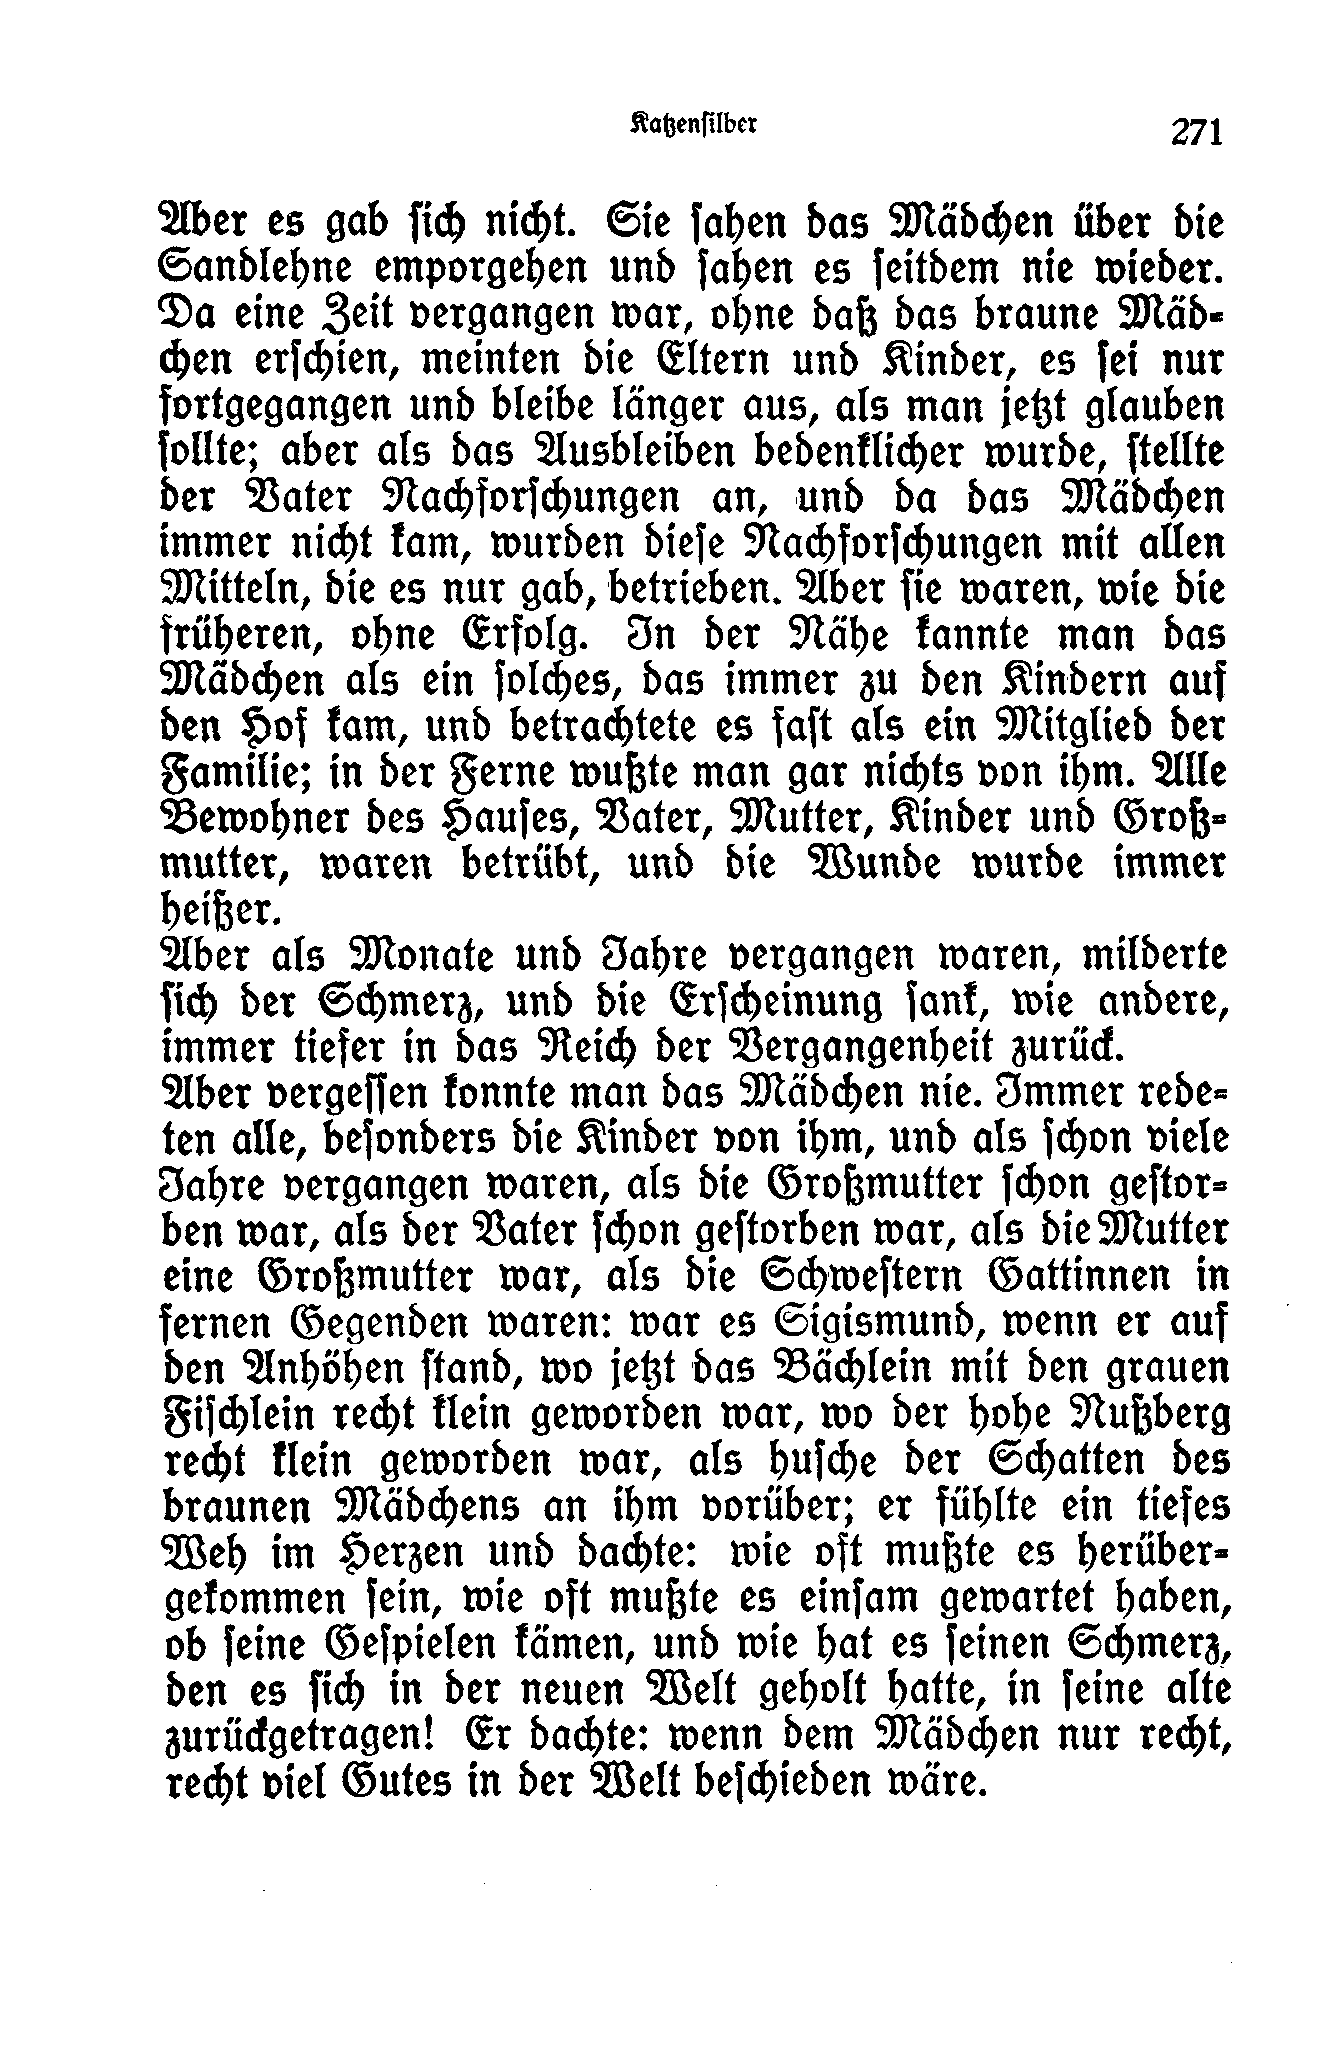 Katzensilber
271
Aber es gab sich nicht. Sie sahen das Mädchen über die
Sandlehne emporgehen und sahen es seitdem nie wieder.
Da eine Zeit vergangen war, ohne daß das braune Mäd-
chen erschien, meinten die Eltern und Kinder, es sei nur
fortgegangen und bleibe länger aus, als man jetzt glauben
sollte; aber als das Ausbleiben bedenklicher wurde, stellte
der Vater Nachforschungen an, und da das Mädchen
immer nicht kam, wurden diese Nachforschungen mit allen
Mitteln, die es nur gab, betrieben. Aber sie waren, wie die
früheren, ohne Erfolg. In der Nähe kannte man das
Mädchen als ein solches, das immer zu den Kindern auf
den Hof kam, und betrachtete es fast als ein Mitglied der
Familie; in der Ferne wußte man gar nichts von ihm. Alle
Bewohner des Hauses, Vater, Mutter, Kinder und Groß-
mutter, waren betrübt, und die Wunde wurde immer
heißer.
Aber als Monate und Jahre vergangen waren, milderte
sich der Schmerz, und die Erscheinung sank, wie andere,
immer tiefer in das Reich der Vergangenheit zurück.
Aber vergessen konnte man das Mädchen nie. Immer rede-
ten alle, besonders die Kinder von ihm, und als schon viele
Jahre vergangen waren, als die Großmutter schon gestor-
ben war, als der Vater schon gestorben war, als die Mutter
eine Großmutter war, als die Schwestern Gattinnen in
fernen Gegenden waren: war es Sigismund, wenn er auf
den Anhöhen stand, wo jetzt das Bächlein mit den grauen
Fischlein recht klein geworden war, wo der hohe Nußberg
recht klein geworden war, als husche der Schatten des
braunen Mädchens an ihm vorüber; er fühlte ein tiefes
Weh im Herzen und dachte: wie oft mußte es herüber-
gekommen sein, wie oft mußte es einsam gewartet haben,
ob seine Gespielen kämen, und wie hat es seinen Schmerz,
den es sich in der neuen Welt geholt hatte, in seine alte
zurückgetragen! Er dachte: wenn dem Mädchen nur recht,
recht viel Gutes in der Welt beschieden wäre.